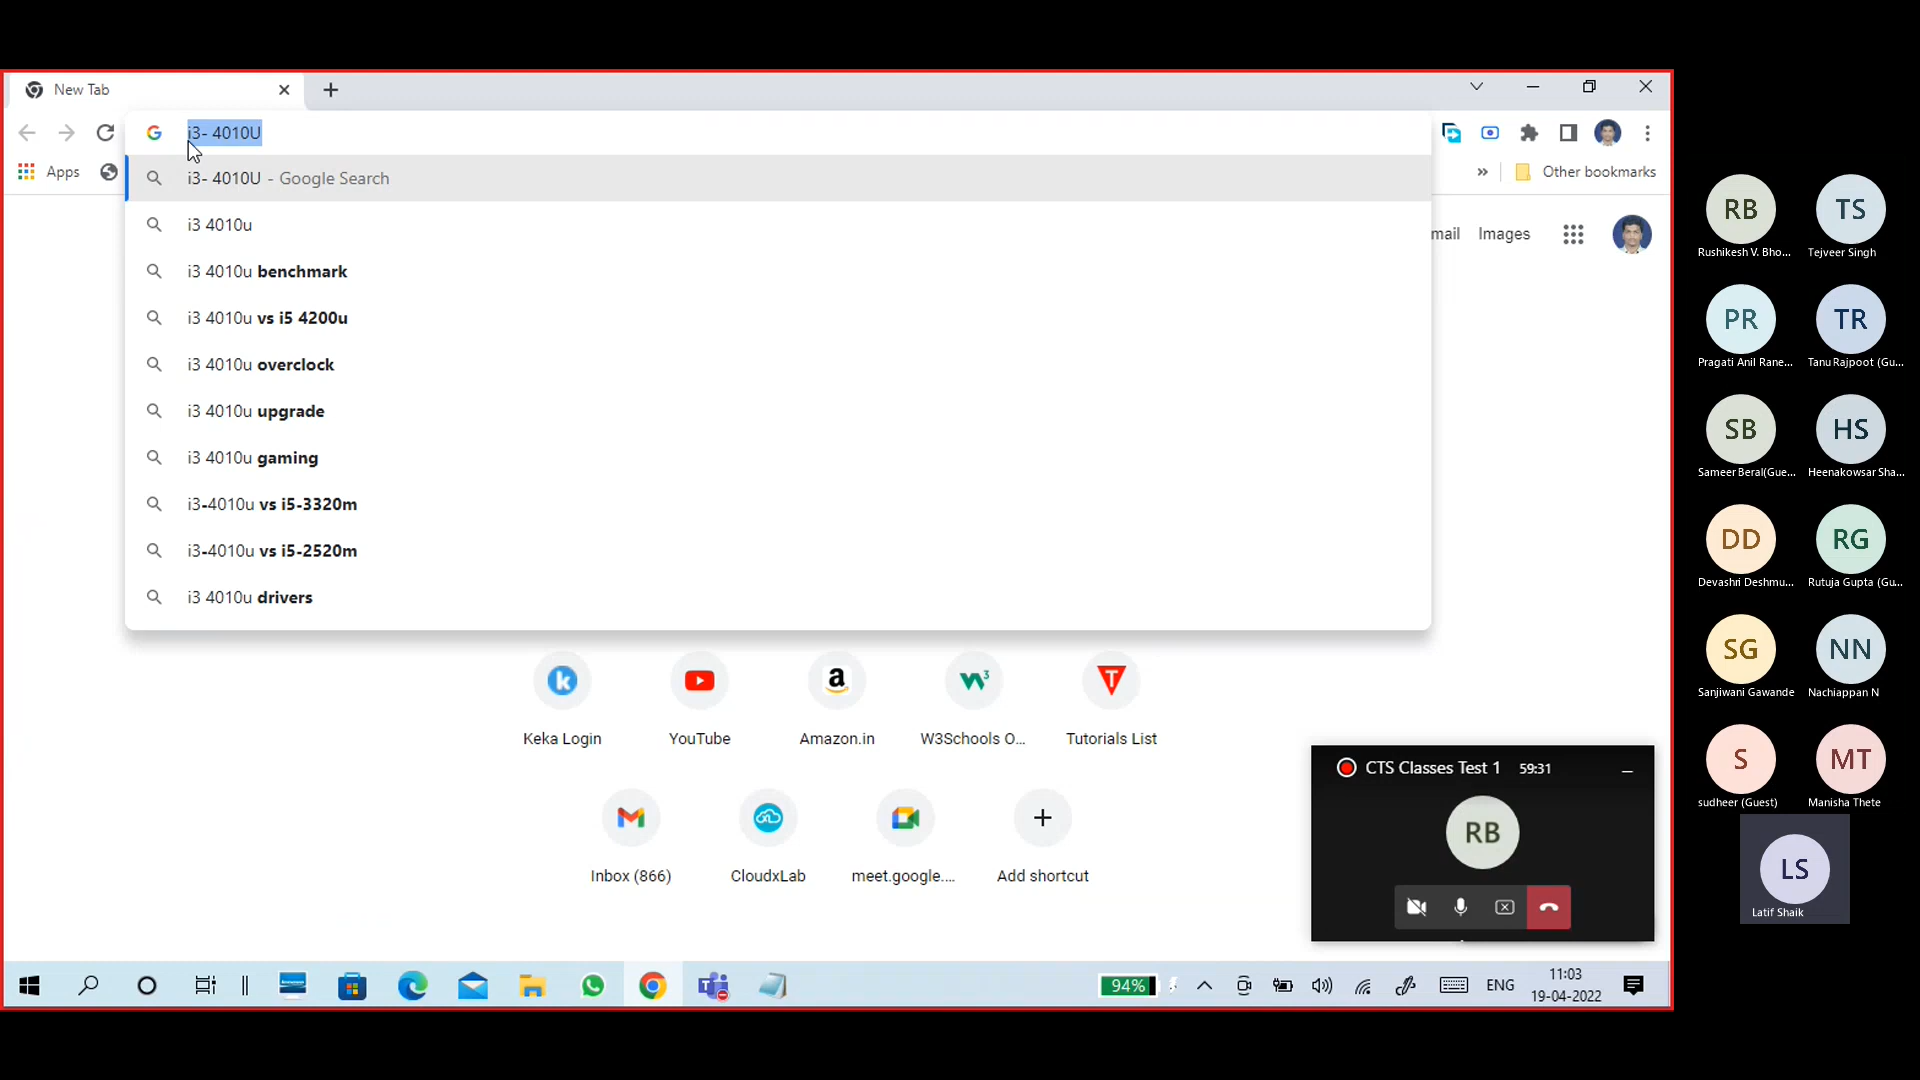 New Tab
i3- 4010U
Apps
Other bookmarks
i3- 4010U - Google Search
i3 4010u
i3 4010u benchmark
i3 4010u vs i5 4200u
i3 4010u overclock
i3 4010u upgrade
i3 4010u gaming
i3-4010u vs i5-3320m
i3-4010u vs i5-2520m
i3 4010u drivers
mail Images
Keka Login
YouTube
Amazon.in
W3Schools O...
Tutorials List
Inbox (866)
CloudxLab
meet.google....
Add shortcut
CTS Classes Test 1 59:31
RB
94%
ENG
11:03
19-04-2022
RB
Rushikesh V. Bho...
TS
Tejveer Singh
PR
Pragati Anil Rane...
TR
Tanu Rajpoot (Gu...
SB
Sameer Beral(Gue...
HS
Heenakowsar Sha...
DD
Devashri Deshmu...
RG
Rutuja Gupta (Gu...
SG
Sanjiwani Gawande
NN
Nachiappan N
S
sudheer (Guest)
MT
Manisha Thete
LS
Latif Shaik